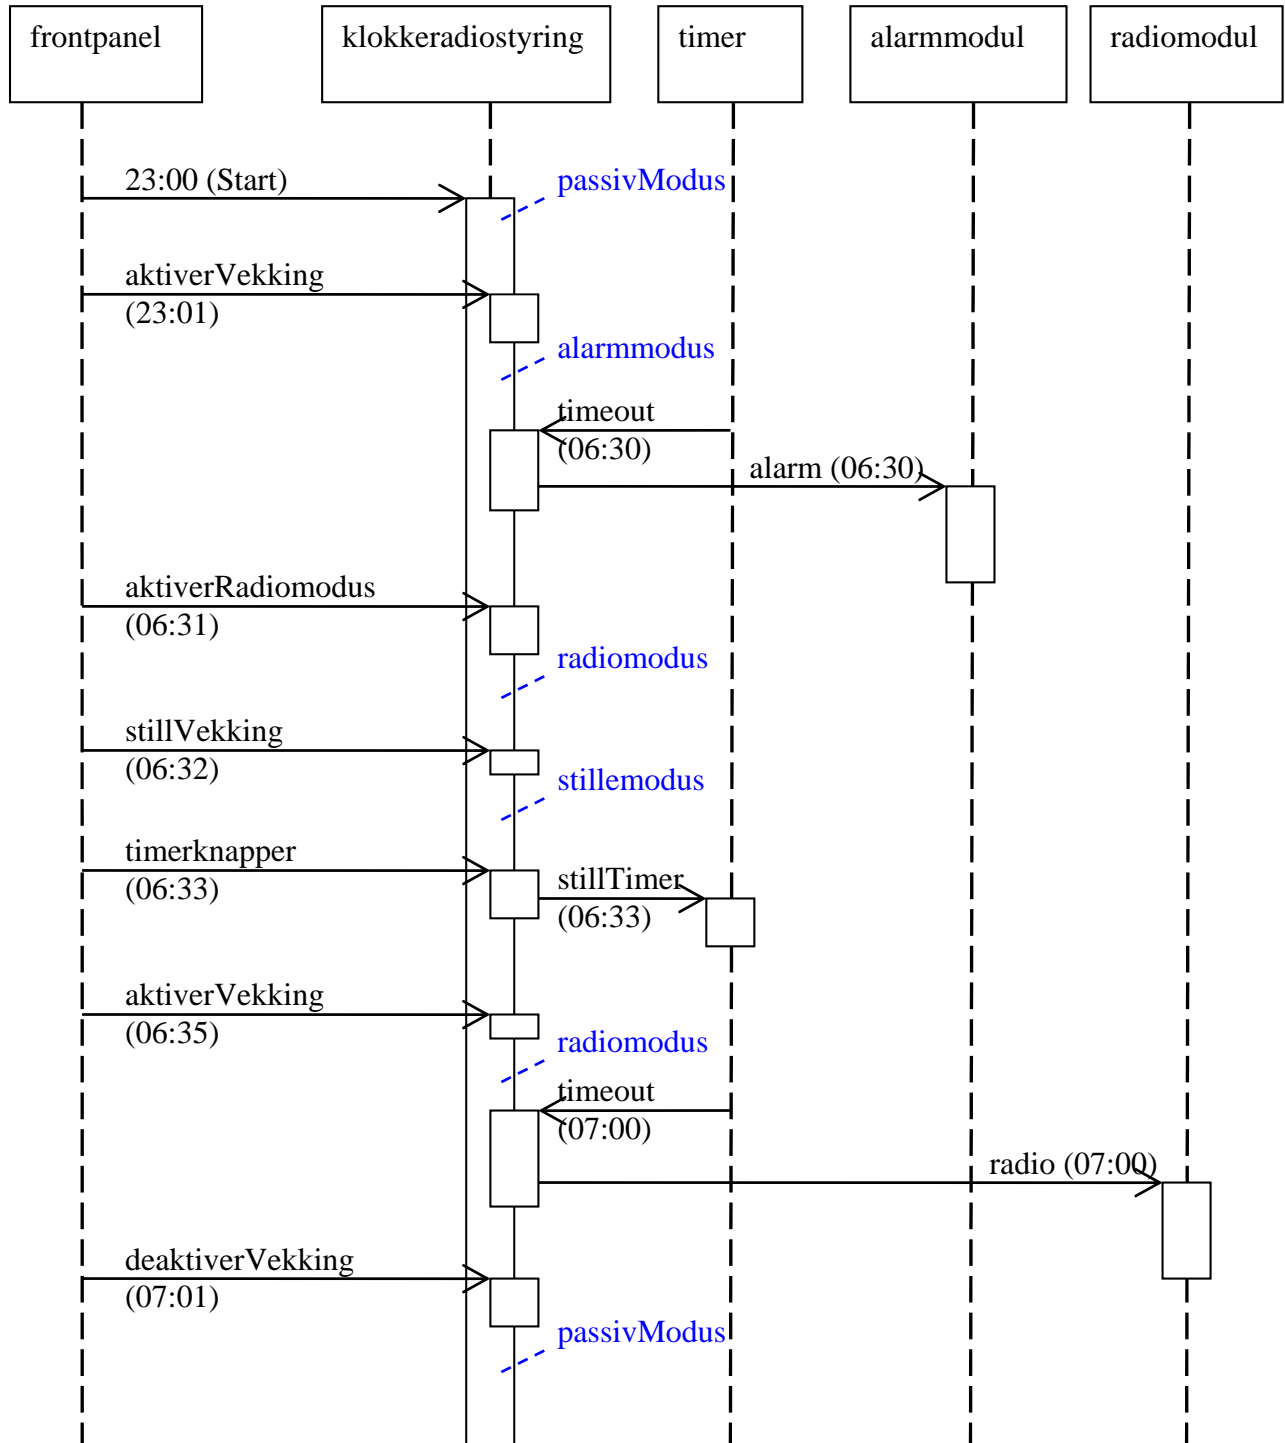 frontpanel klokkeradiostyring timer alarmmodul radiomodul
23:00 (Start)
passivModus
aktiverVekking
(23:01)
alarmmodus
timeout
(06:30)
alarm (06:30)
aktiverRadiomodus
(06:31)
radiomodus
stillVekking
(06:32)
stillemodus
timerknapper
(06:33)
stillTimer
(06:33)
aktiverVekking
(06:35)
radiomodus
timeout
(07:00)
radio (07:00)
deaktiverVekking
(07:01)
passivModus